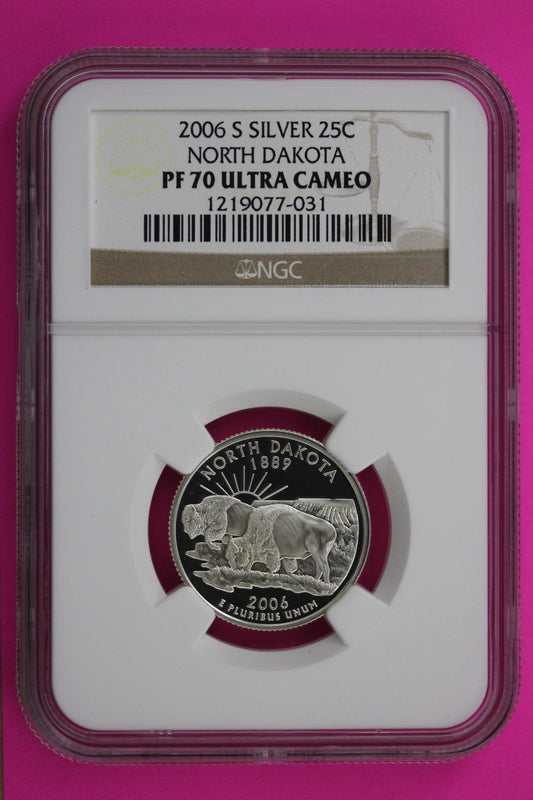 2006 S SILVER 25C
NORTH DAKOTA
PF 70 ULTRA CAMEO
1219077-031
NGC
NORTH DAKOTA
1889
2006
E PLURIBUS UNUM